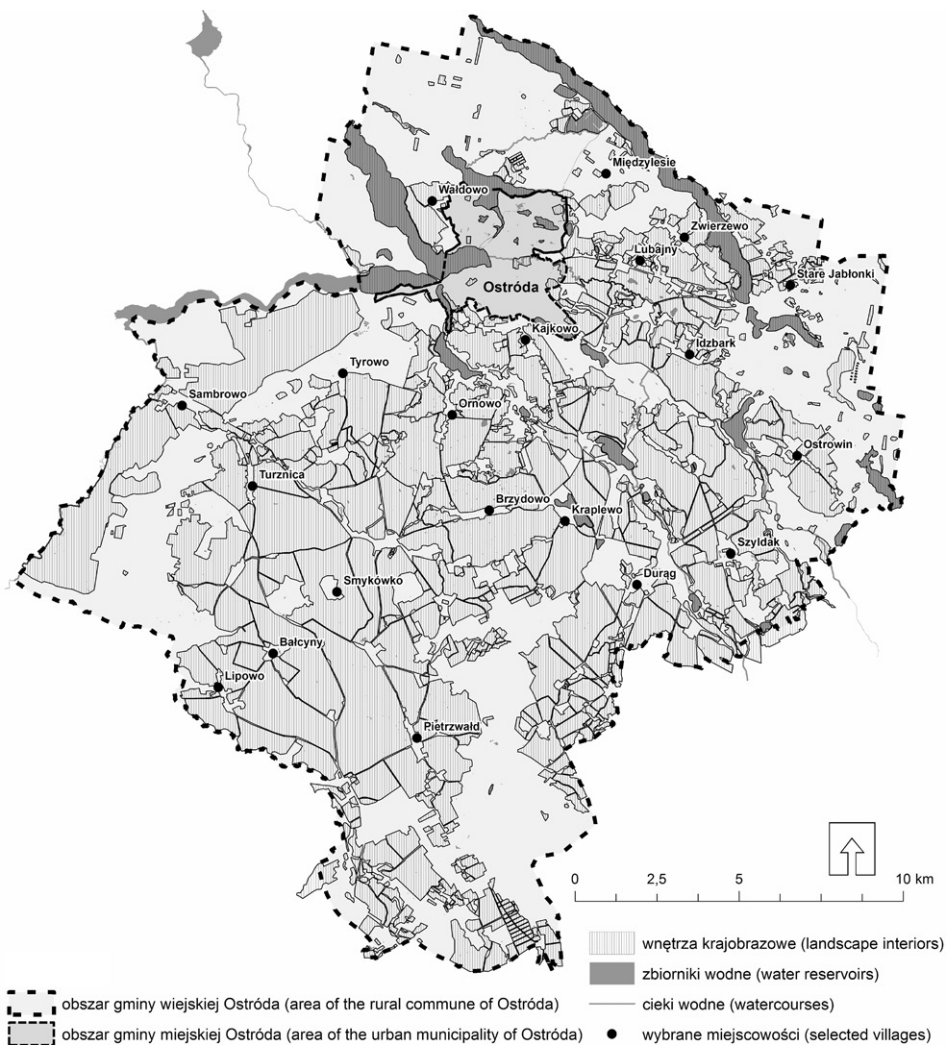 Międzylesie
Wałdowo
Zwierzewo
Lubajny
Stare Jabłonki
Ostróda
Kajkowo
Idzbark
Tyrowo
Sambrowo
Ornowo
Ostrowin
Turznica
Brzydowo
Kraplewo
Szyldak
Durąg
Smykówko
Bałcyny
Lipowo
Pietrzwałd
0 2,5 5 10 km
wnętrza krajobrazowe (landscape interiors)
zbiorniki wodne (water reservoirs)
obszar gminy wiejskiej Ostróda (area of the rural commune of Ostróda)
cieki wodne (watercourses)
obszar gminy miejskiej Ostróda (area of the urban municipality of Ostróda)
wybrane miejscowości (selected villages)